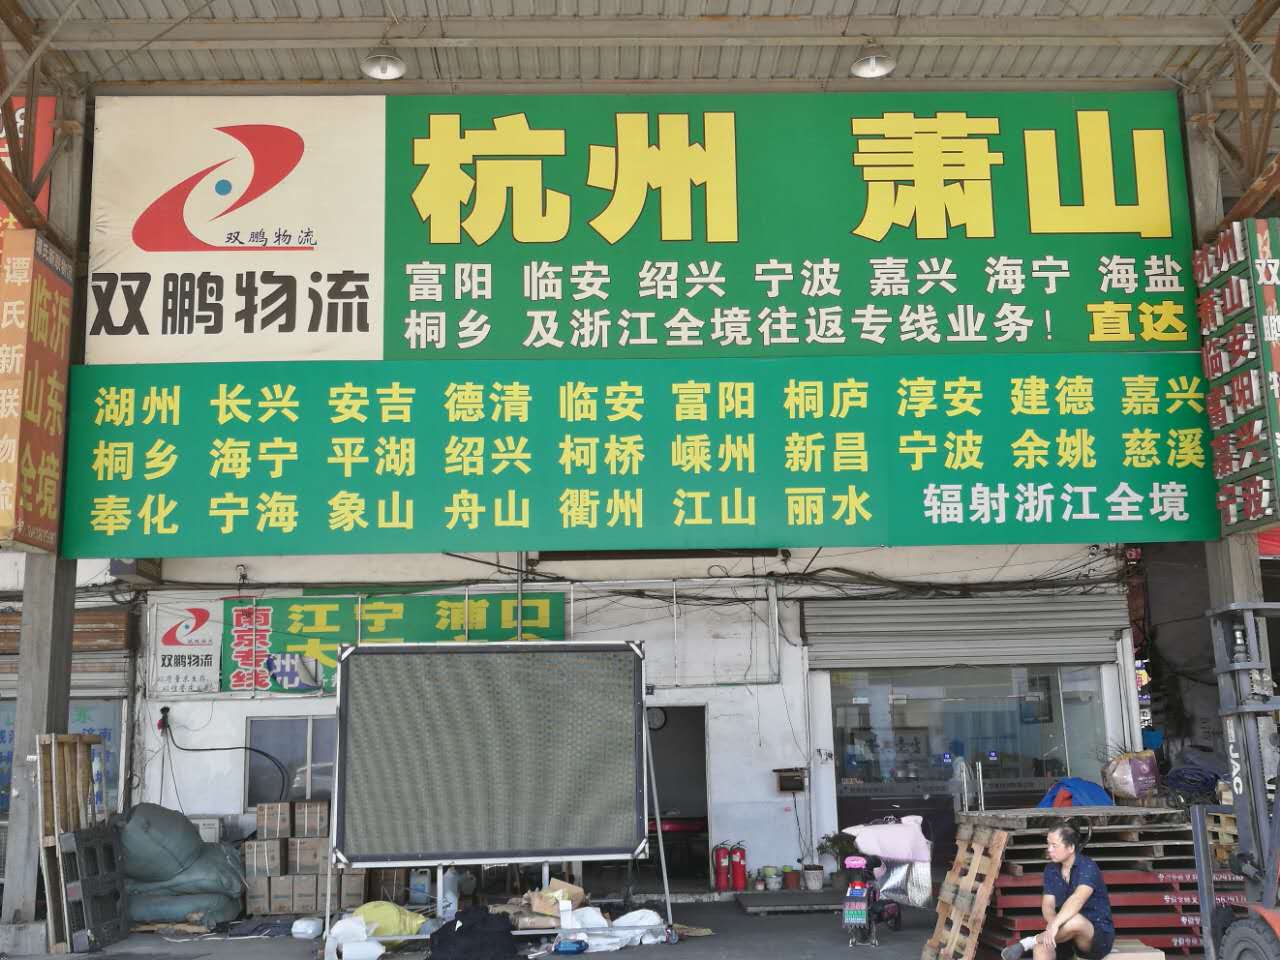 双鹏物流
双鹏物流
杭州 萧山
富阳 临安 绍兴 宁波 嘉兴 海宁 海盐
桐乡 及浙江全境往返专线业务! 直达
湖州 长兴 安吉 德清 临安 富阳 桐庐 淳安 建德 嘉兴
桐乡 海宁 平湖 绍兴 柯桥 嵊州 新昌 宁波 余姚 慈溪
奉化 宁海 象山 舟山 衢州 江山 丽水 辐射浙江全境
谭氏新联物流
临沂
山东
全境
杭州
萧山
临安
富阳
嘉兴
宁波
双鹏
双鹏物流
南京专线
江宁 浦口
JAC